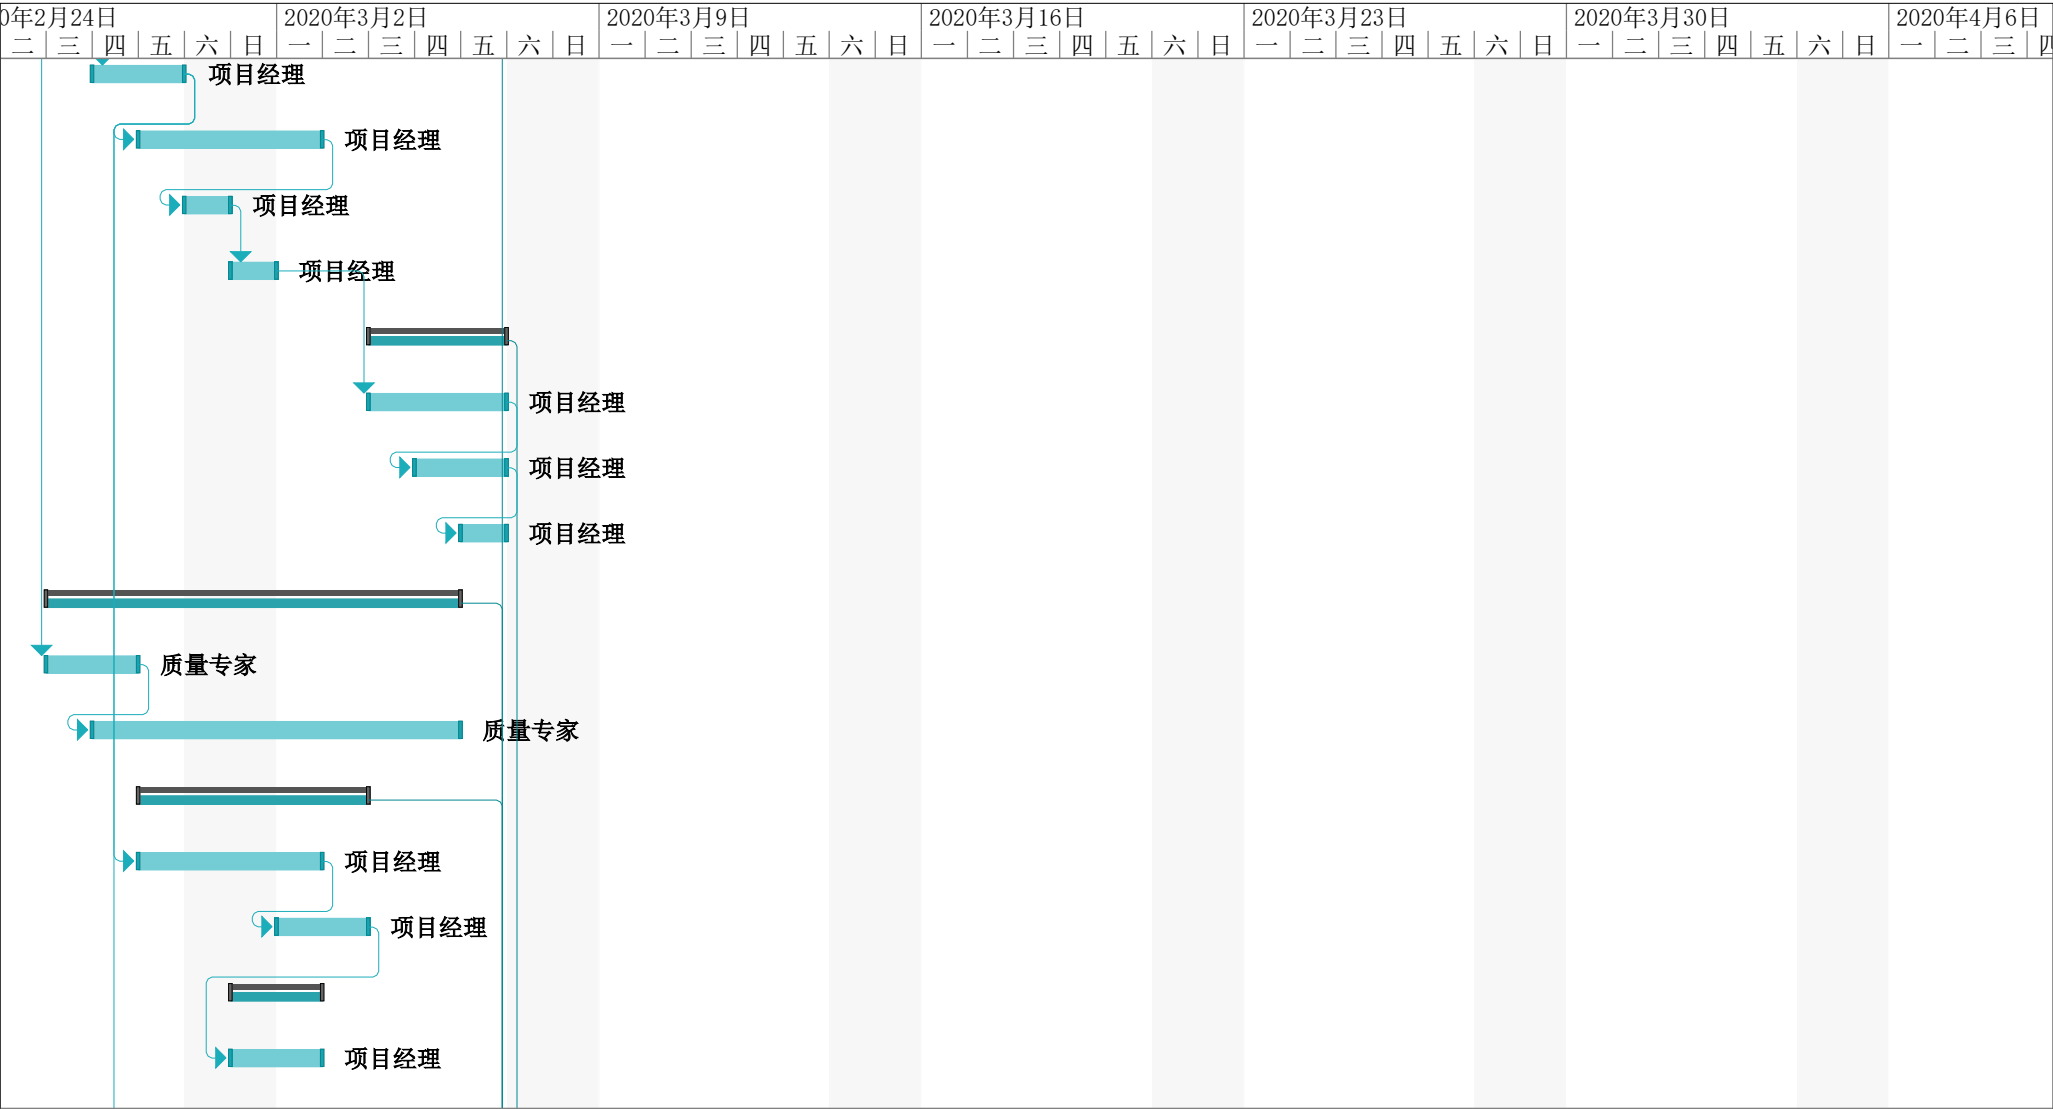 0年2月24日 2020年3月2日 2020年3月9日 2020年3月16日 2020年3月23日 2020年3月30日 2020年4月6日
二 三 四 五 六 日 一 二 三 四 五 六 日 一 二 三 四 五 六 日 一 二 三 四 五 六 日 一 二 三 四 五 六 日 一 二 三 四 五 六 日 一 二 三 四
项目经理
项目经理
项目经理
项目经理
项目经理
项目经理
项目经理
质量专家
质量专家
项目经理
项目经理
项目经理